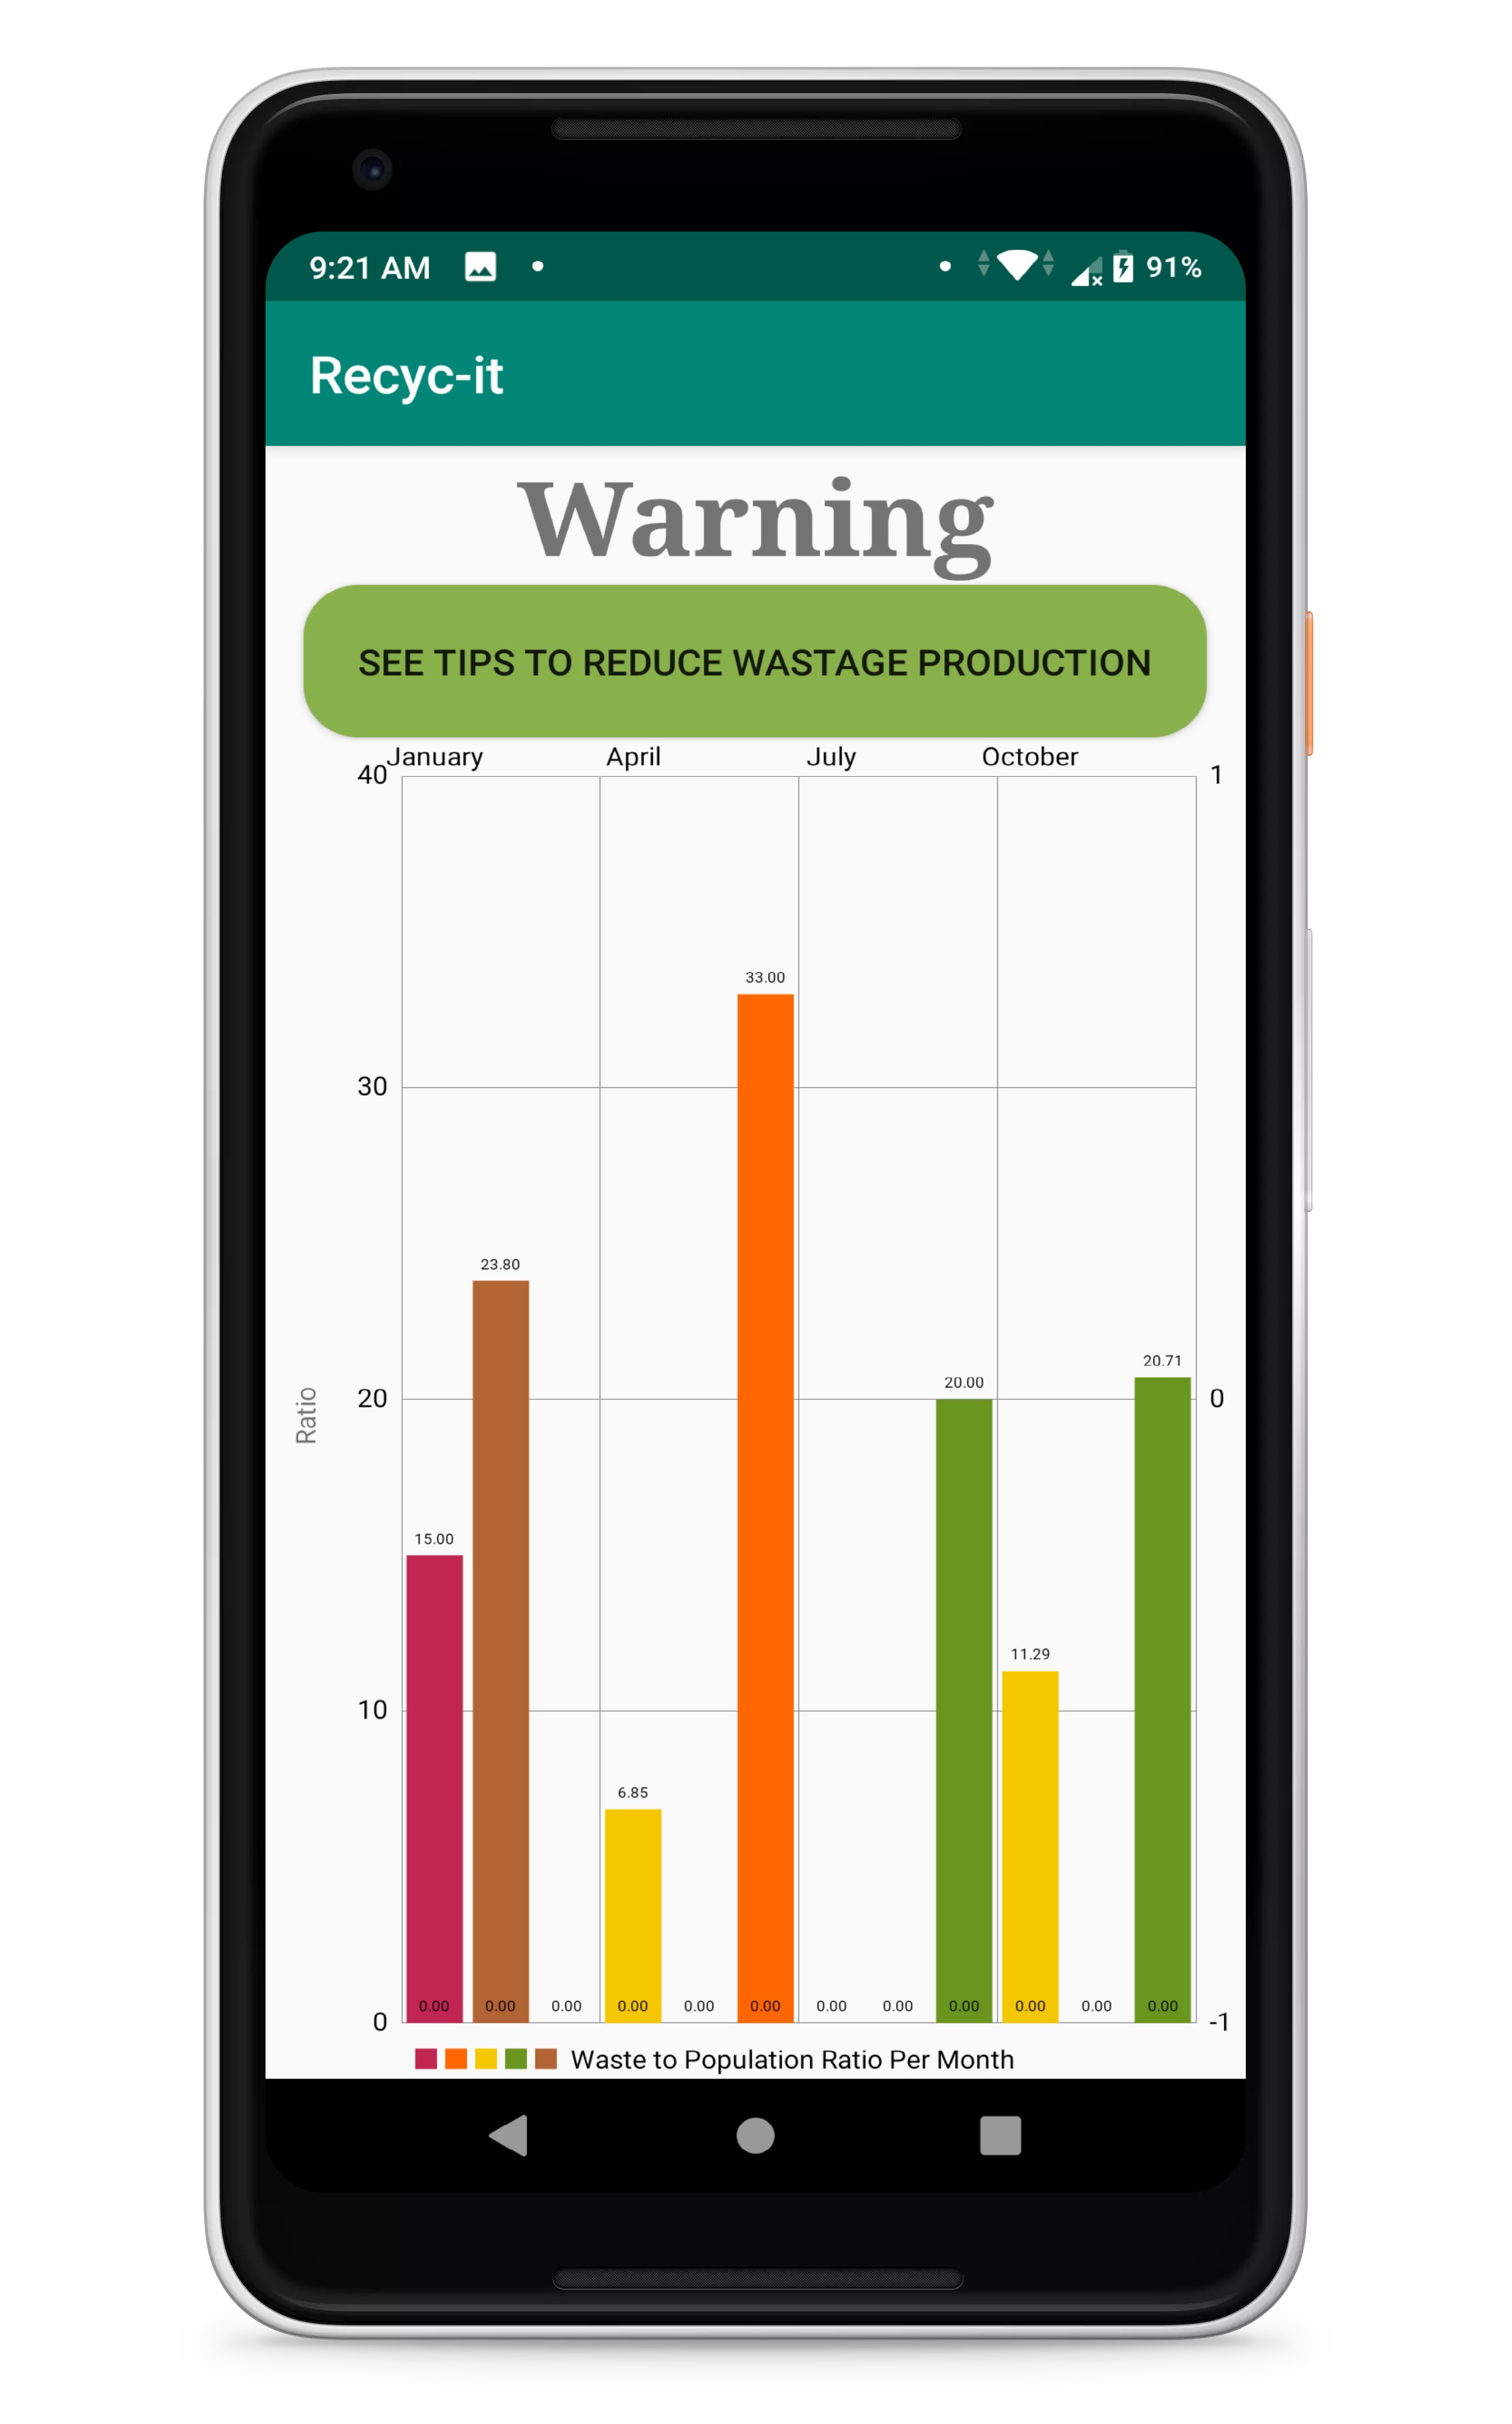 9:21 AM 91%
Recyc-it
Warning
SEE TIPS TO REDUCE WASTAGE PRODUCTION
January April July October
40 1
33.00
30
23.80
20.71
20.00
Ratio 20 0
15.00
11.29
10
6.85
0.00 0.00 0.00 0.00 0.00 0.00 0.00 0.00 0.00 0.00 0.00 0.00
0 -1
Waste to Population Ratio Per Month